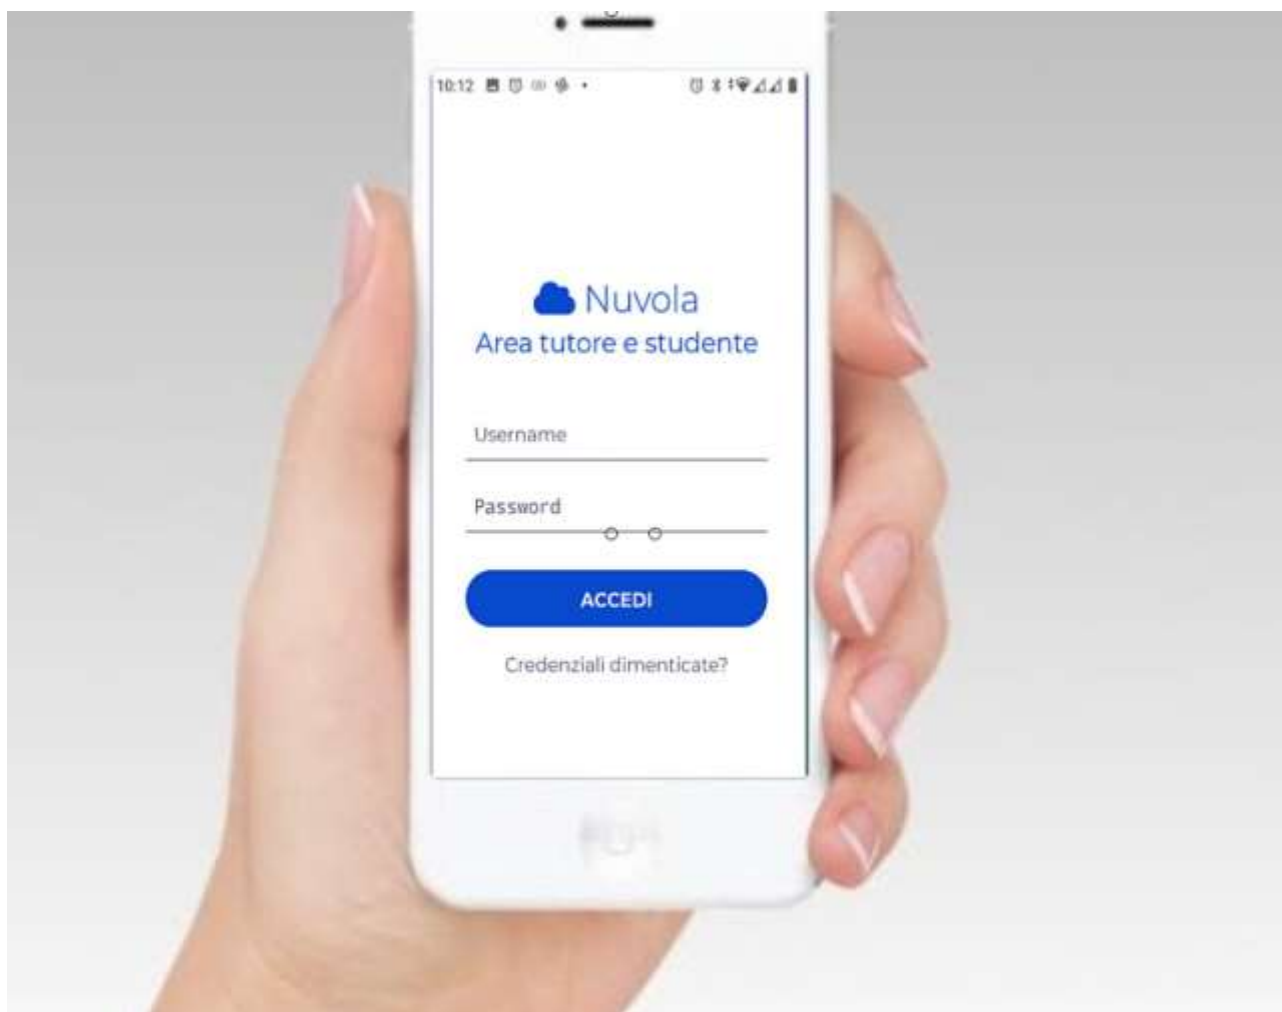 10:12
Nuvola
Area tutore e studente
Username
Password
ACCEDI
Credenziali dimenticate?